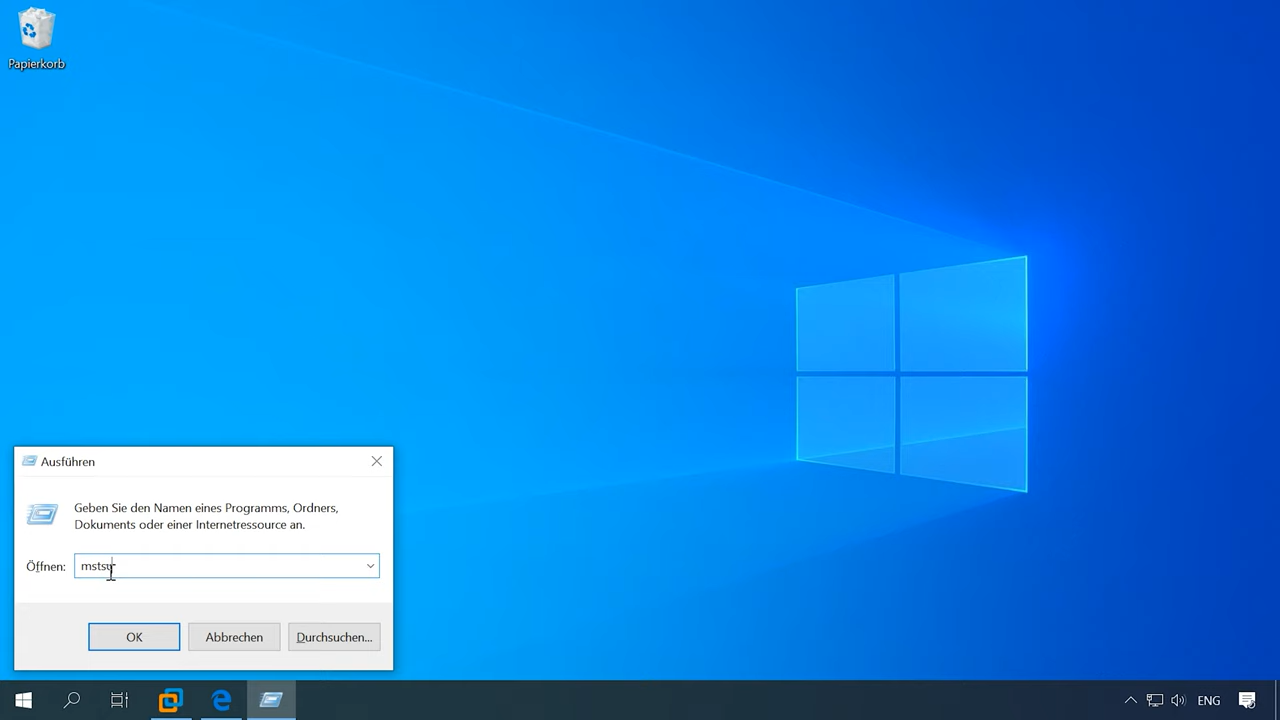 Papierkorb
Ausführen
Geben Sie den Namen eines Programms, Ordners,
Dokuments oder einer Internetressource an.
Öffnen:
OK
Abbrechen
Durchsuchen...
ENG